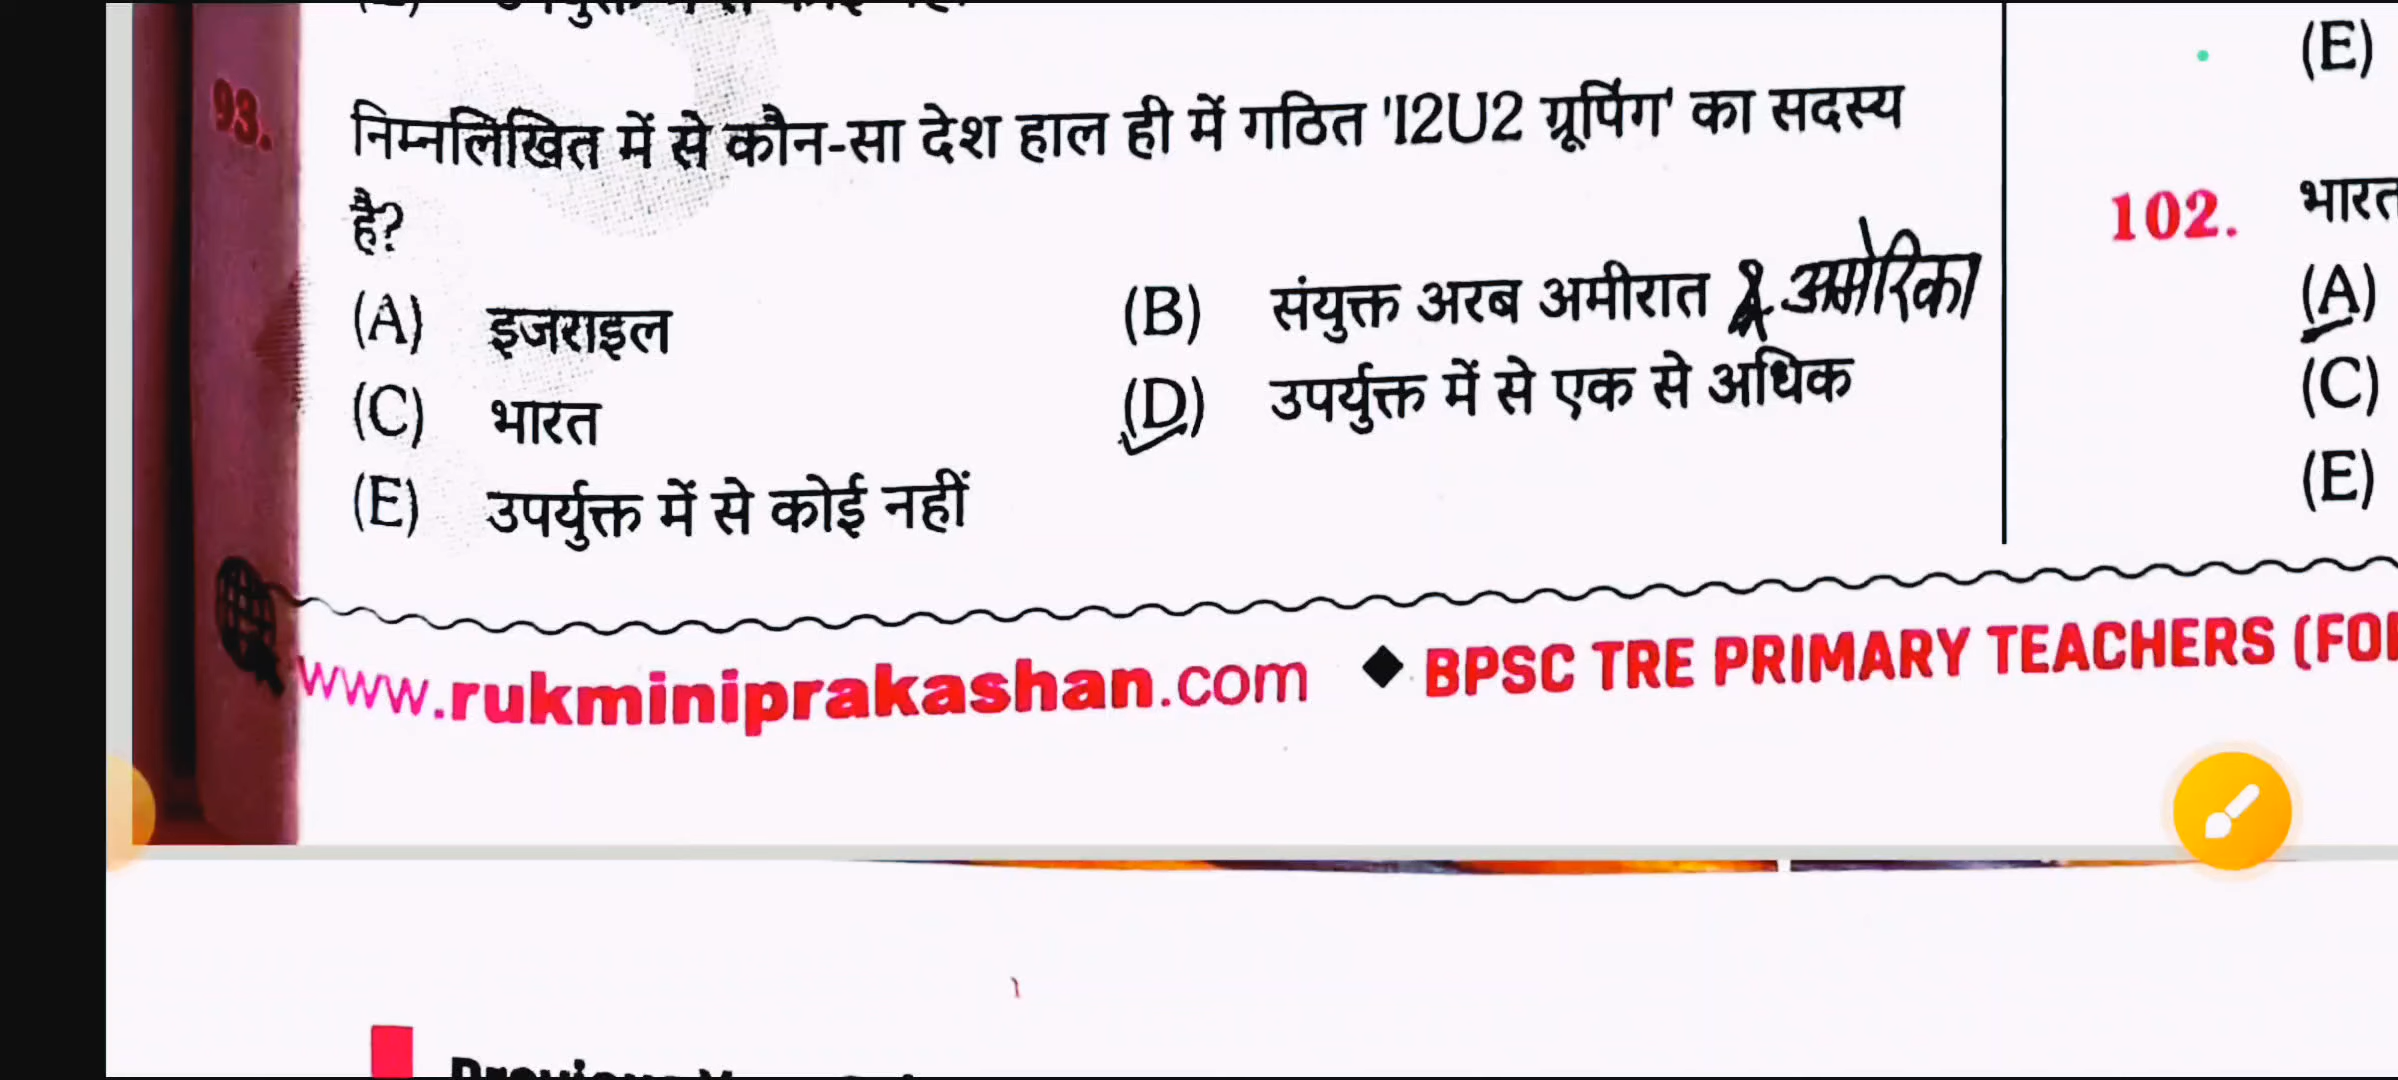 93.
निम्नलिखित में से कौन-सा देश हाल ही में गठित 'I2U2 ग्रूपिंग' का सदस्य
है?
(A) इजराइल
(B) संयुक्त अरब अमीरात & अमेरिका
(C) भारत
(D) उपर्युक्त में से एक से अधिक
(E) उपर्युक्त में से कोई नहीं
(E)
102. भारत
(A)
(C)
(E)
www.rukminiprakashan.com ◆ BPSC TRE PRIMARY TEACHERS (FO